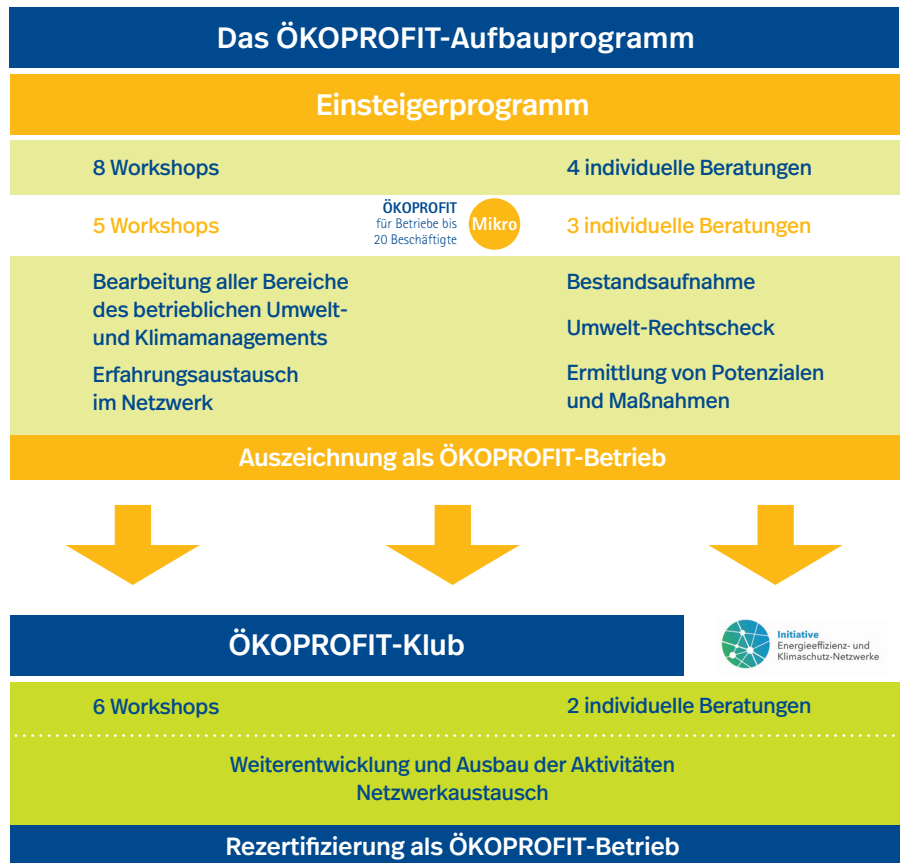 Das ÖKOPROFIT-Aufbauprogramm
Einsteigerprogramm
8 Workshops
4 individuelle Beratungen
5 Workshops
ÖKOPROFIT
für Betriebe bis
20 Beschäftigte
Mikro
3 individuelle Beratungen
Bearbeitung aller Bereiche
des betrieblichen Umwelt-
und Klimamanagements
Erfahrungsaustausch
im Netzwerk
Bestandsaufnahme
Umwelt-Rechtscheck
Ermittlung von Potenzialen
und Maßnahmen
Auszeichnung als ÖKOPROFIT-Betrieb
ÖKOPROFIT-Klub
Initiative
Energieeffizienz- und
Klimaschutz-Netzwerke
6 Workshops
2 individuelle Beratungen
Weiterentwicklung und Ausbau der Aktivitäten
Netzwerkaustausch
Rezertifizierung als ÖKOPROFIT-Betrieb